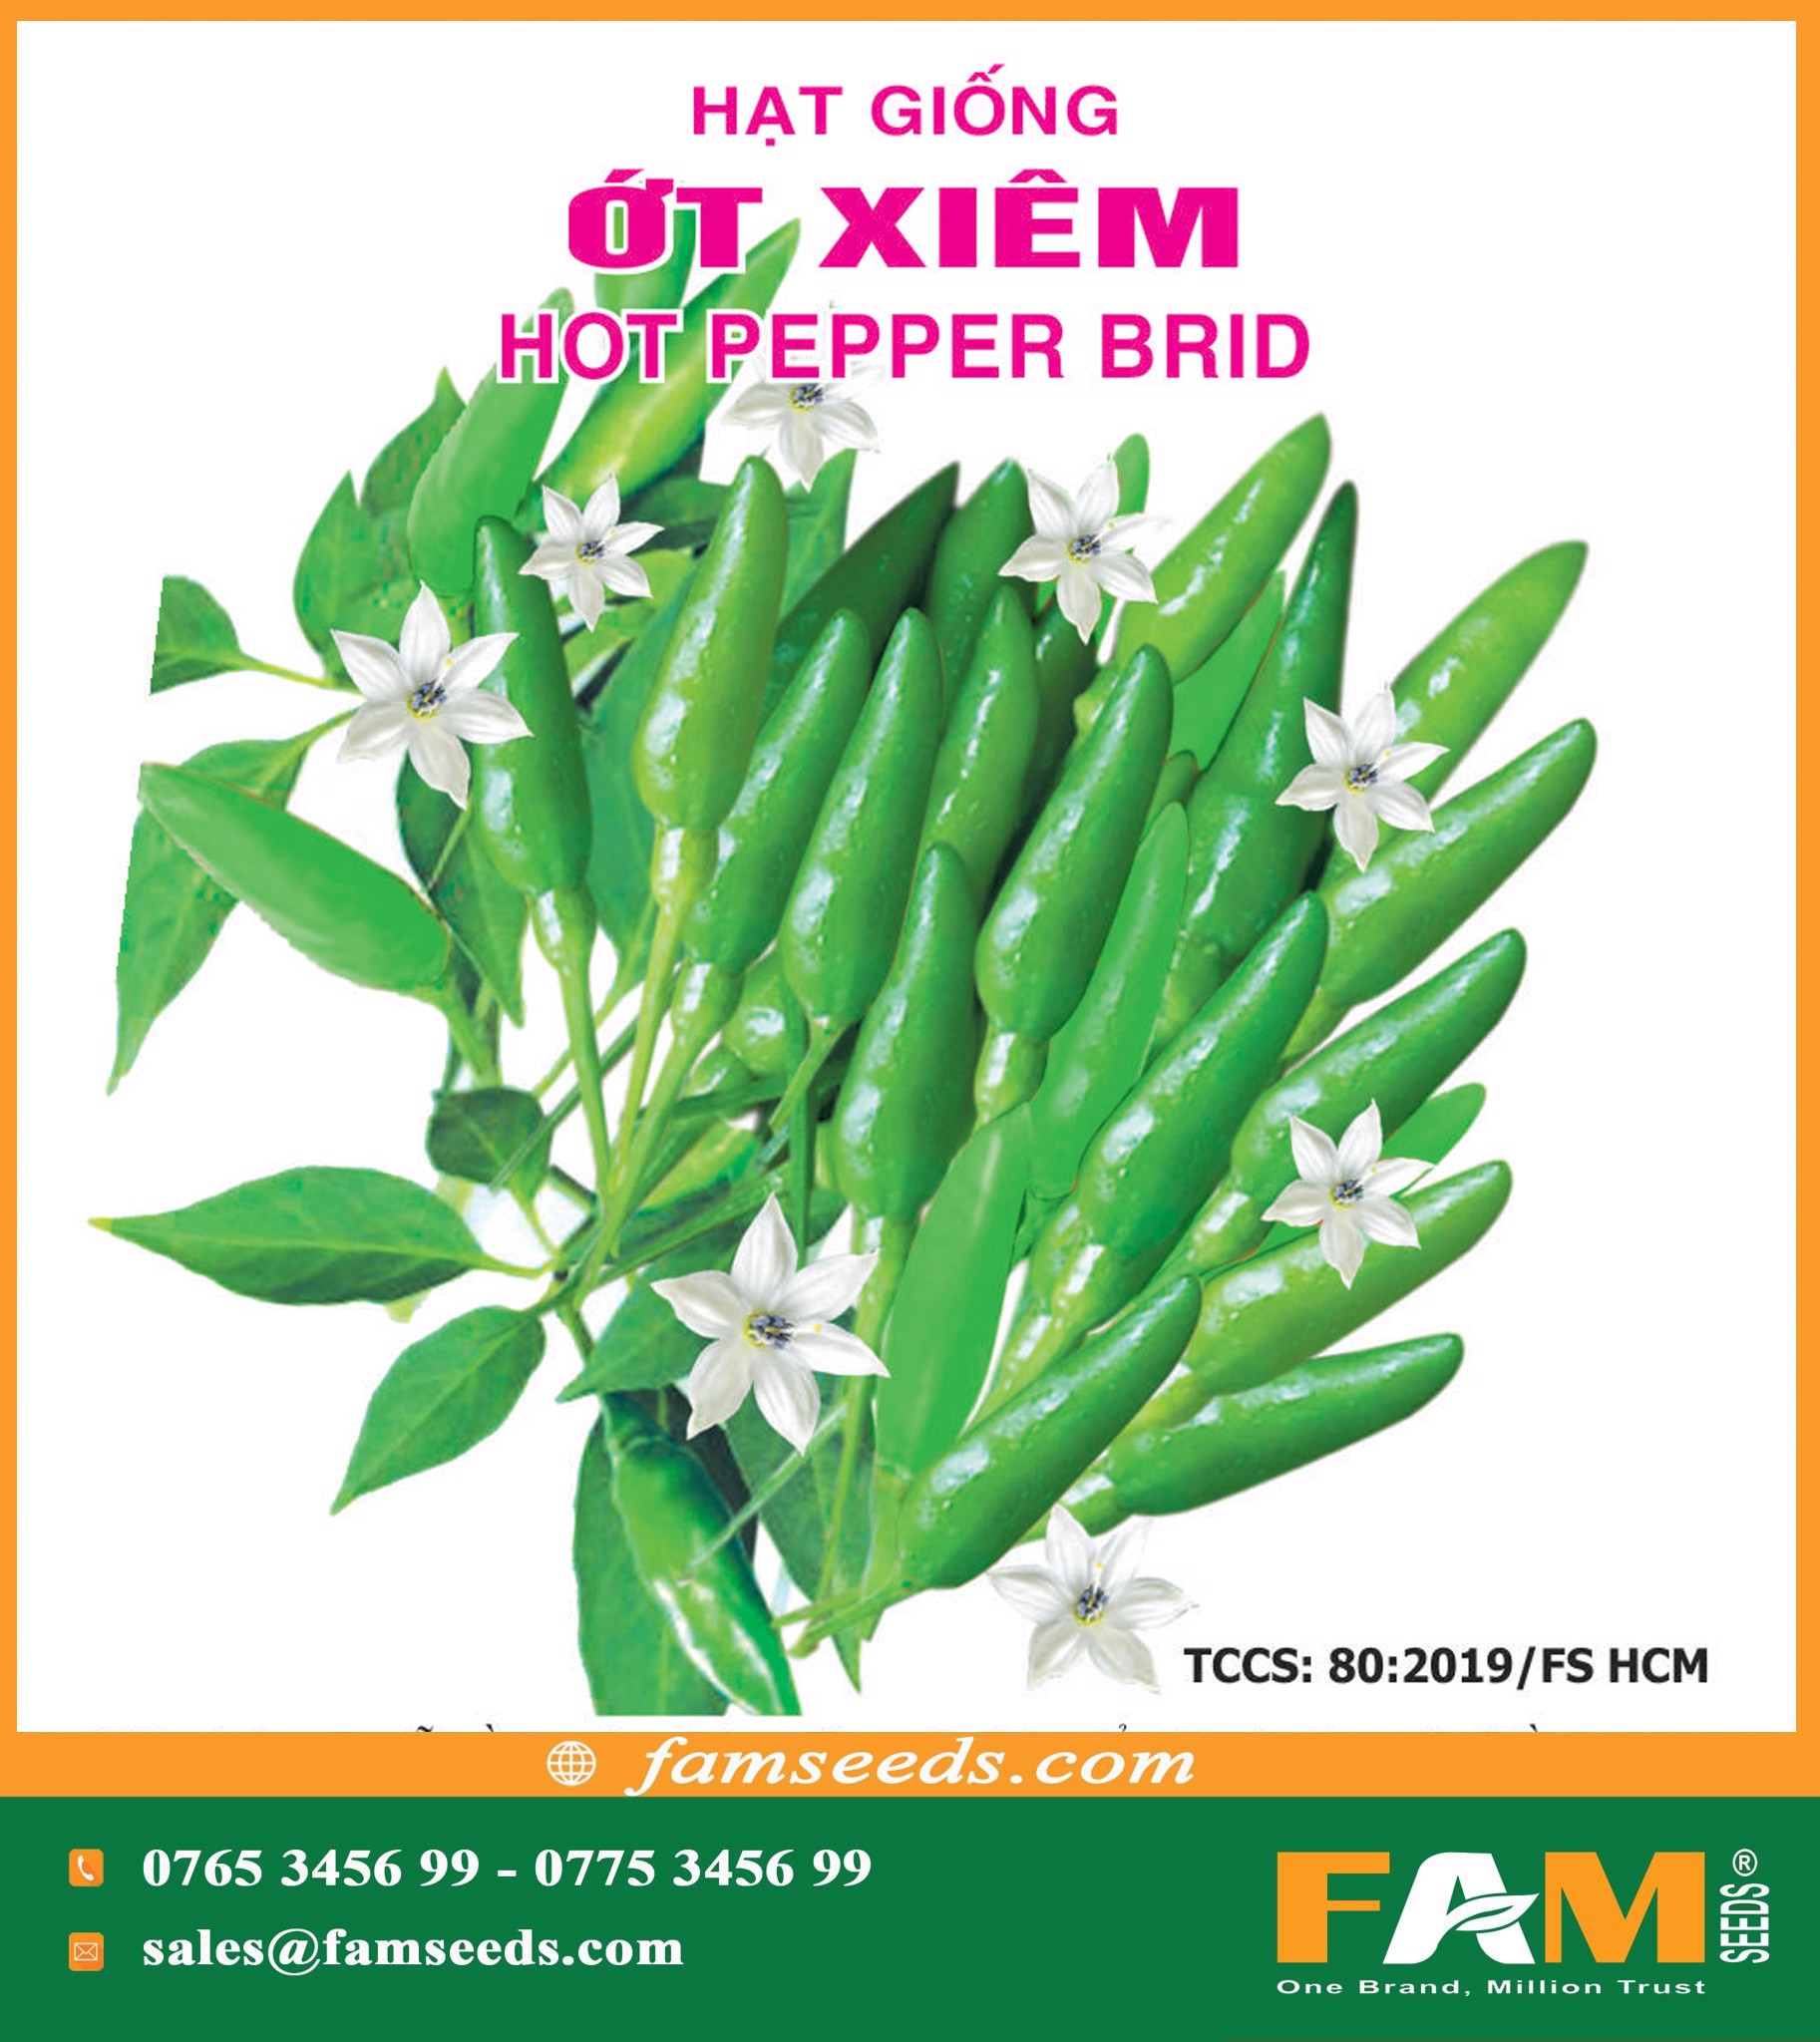 HẠT GIỐNG
ỚT XIÊM
HOT PEPPER BRID
TCCS: 80:2019/FS HCM
famseeds.com
0765 3456 99 - 0775 3456 99
sales@famseeds.com
FAM SEEDS®
One Brand, Million Trust